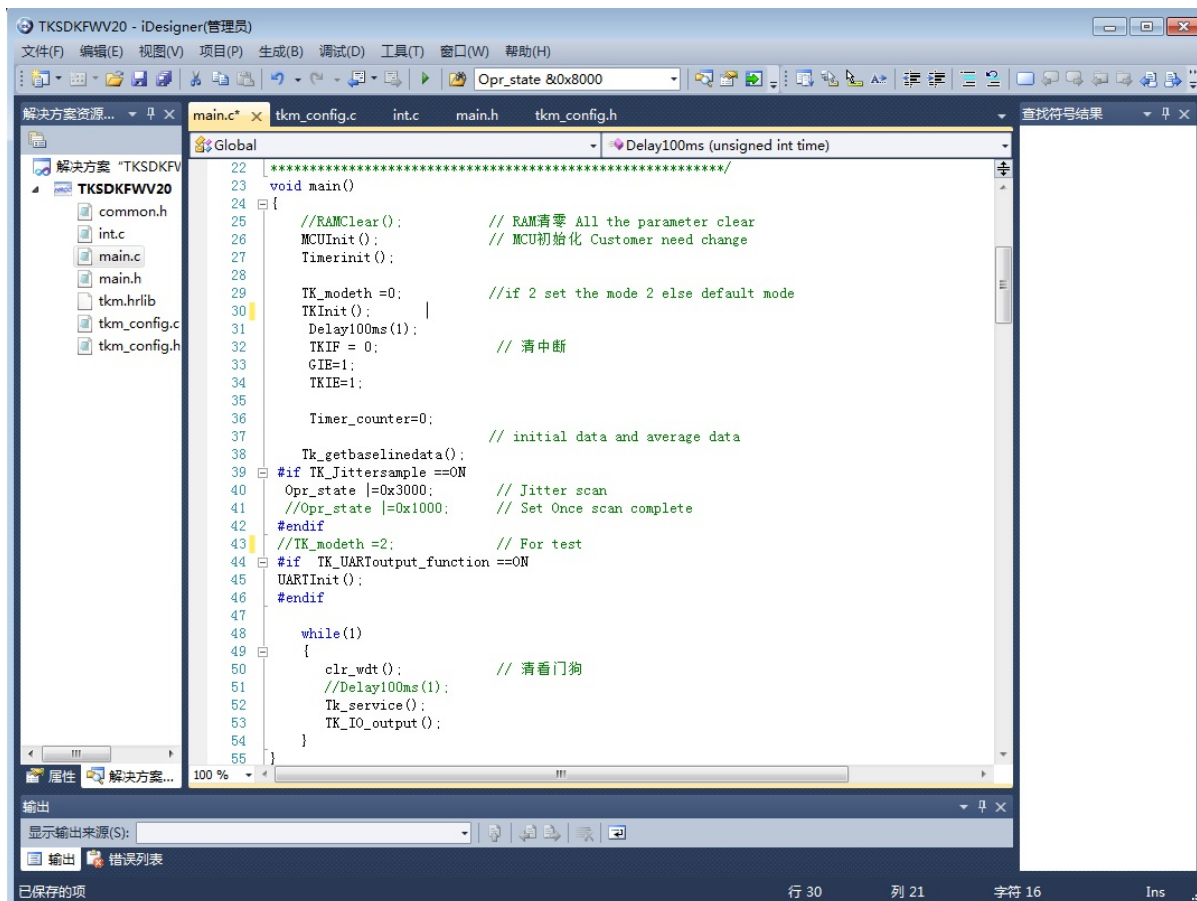 TKSDKFWV20 - iDesigner(管理员)
文件(F) 编辑(E) 视图(V) 项目(P) 生成(B) 调试(D) 工具(T) 窗口(W) 帮助(H)
Opr_state &0x8000
解决方案资源...
main.c* tkm_config.c int.c main.h tkm_config.h
查找符号结果
Global
Delay100ms (unsigned int time)
解决方案 "TKSDKFV
TKSDKFWV20
common.h
int.c
main.c
main.h
tkm.hrlib
tkm_config.c
tkm_config.h
22 ***********************************************************/
23 void main()
24 {
25 //RAMClear(); // RAM清零 All the parameter clear
26 MCUInit(); // MCU初始化 Customer need change
27 Timerinit();
28
29 TK_modeth =0; //if 2 set the mode 2 else default mode
30 TKInit();
31 Delay100ms(1);
32 TKIF = 0; // 清中断
33 GIE=1;
34 TKIE=1;
35
36 Timer_counter=0;
37 // initial data and average data
38 Tk_getbaselinedata();
39 #if TK_Jittersample ==ON
40 Opr_state |=0x3000; // Jitter scan
41 //Opr_state |=0x1000; // Set Once scan complete
42 #endif
43 //TK_modeth =2; // For test
44 #if TK_UARToutput_function ==ON
45 UARTInit();
46 #endif
47
48 while(1)
49 {
50 clr_wdt(); // 清看门狗
51 //Delay100ms(1);
52 Tk_service();
53 TK_IO_output();
54 }
55 }
属性 解决方案...
100 %
输出
显示输出来源(S):
输出 错误列表
已保存的项 行 30 列 21 字符 16 Ins